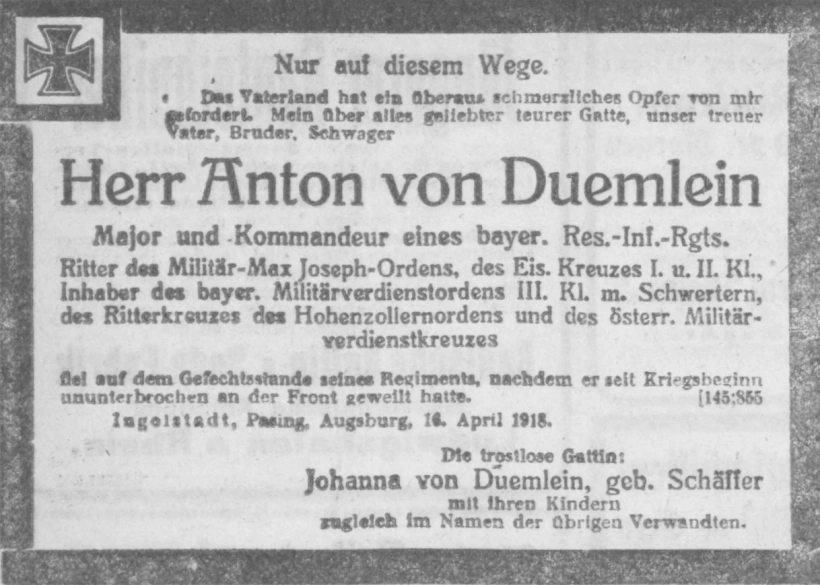 Nur auf diesem Wege.
Das Vaterland hat ein überaus schmerzliches Opfer von mir
gefordert. Mein über alles geliebter teurer Gatte, unser treuer
Vater, Bruder, Schwager
Herr Anton von Duemlein
Major und Kommandeur eines bayer. Res.-Inf.-Rgts.
Ritter des Militär-Max Joseph-Ordens, des Eis. Kreuzes I. u. II. Kl.,
Inhaber des bayer. Militärverdienstordens III. Kl. m. Schwertern,
des Ritterkreuzes des Hohenzollernordens und des österr. Militär-
verdienstkreuzes
fiel auf dem Gefechtsstande seines Regiments, nachdem er seit Kriegsbeginn
ununterbrochen an der Front geweilt hatte. [145;855
Ingolstadt, Pasing, Augsburg, 16. April 1918.
Die trostlose Gattin:
Johanna von Duemlein, geb. Schäffer
mit ihren Kindern
zugleich im Namen der übrigen Verwandten.